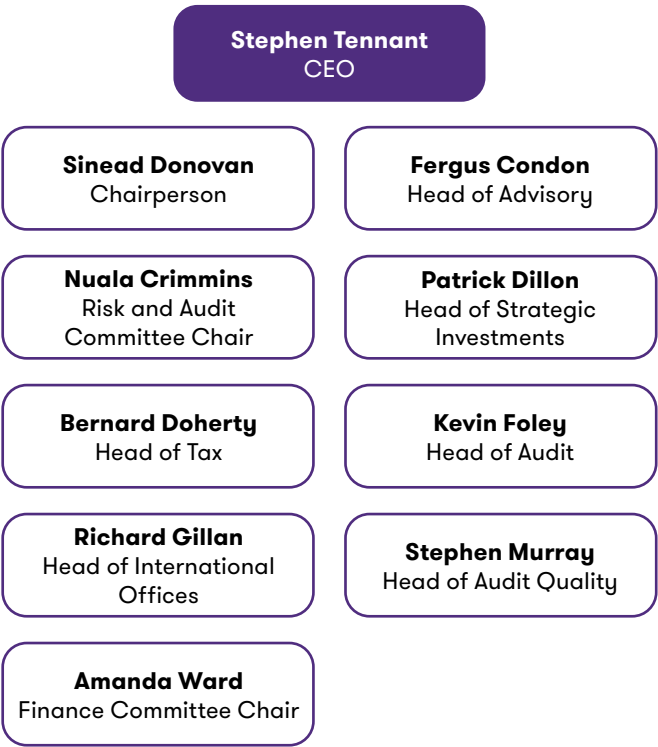 Stephen Tennant
CEO
Sinead Donovan
Chairperson
Fergus Condon
Head of Advisory
Nuala Crimmins
Risk and Audit
Committee Chair
Patrick Dillon
Head of Strategic
Investments
Bernard Doherty
Head of Tax
Kevin Foley
Head of Audit
Richard Gillan
Head of International
Offices
Stephen Murray
Head of Audit Quality
Amanda Ward
Finance Committee Chair